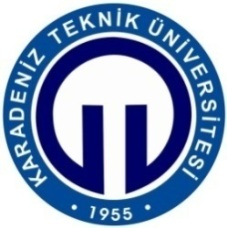 KARADENİZ TEKNİK ÜNİVERSİTESİ
• 1955 •